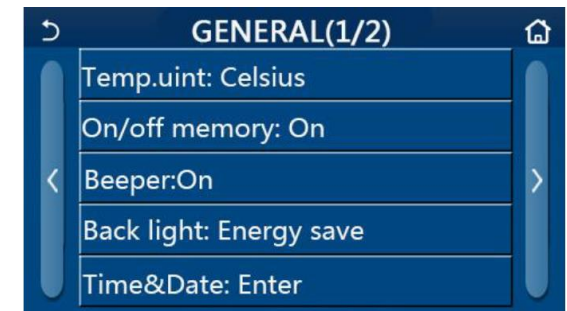 GENERAL(1/2)
Temp.uint: Celsius
On/off memory: On
Beeper:On
Back light: Energy save
Time&Date: Enter